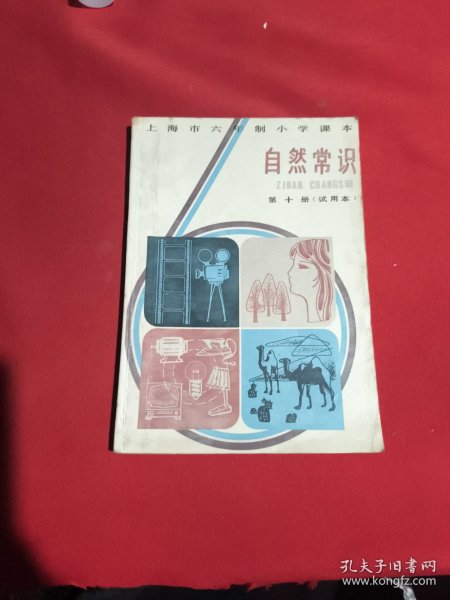 上海市六年制小学课本
自然常识
ZIRAN CHANGSHI
第十册(试用本)
孔夫子旧书网
www.kongfz.com